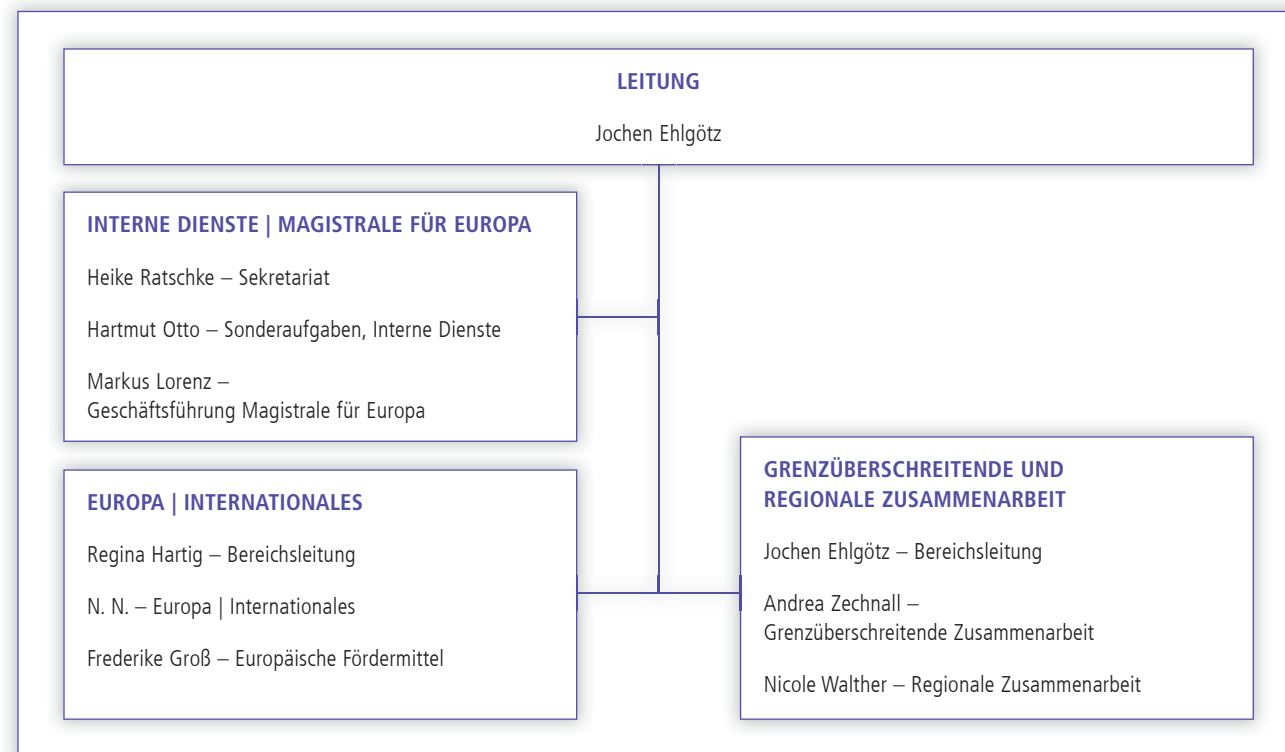 LEITUNG
Jochen Ehlgötz
INTERNE DIENSTE | MAGISTRALE FÜR EUROPA
Heike Ratschke – Sekretariat
Hartmut Otto – Sonderaufgaben, Interne Dienste
Markus Lorenz –
Geschäftsführung Magistrale für Europa
EUROPA | INTERNATIONALES
Regina Hartig – Bereichsleitung
N. N. – Europa | Internationales
Frederike Groß – Europäische Fördermittel
GRENZÜBERSCHREITENDE UND
REGIONALE ZUSAMMENARBEIT
Jochen Ehlgötz – Bereichsleitung
Andrea Zechnall –
Grenzüberschreitende Zusammenarbeit
Nicole Walther – Regionale Zusammenarbeit